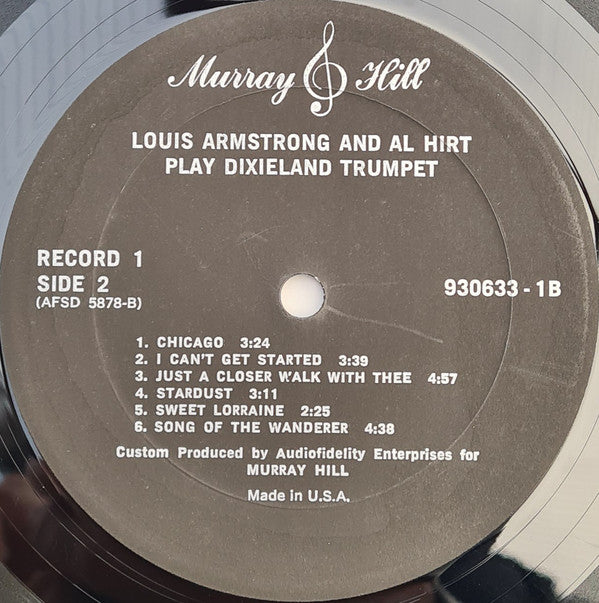 Murray Hill
LOUIS ARMSTRONG AND AL HIRT
PLAY DIXIELAND TRUMPET
RECORD 1
SIDE 2
(AFSD 5878-B)
930633-1B
1. CHICAGO 3:24
2. I CAN'T GET STARTED 3:39
3. JUST A CLOSER WALK WITH THEE 4:57
4. STARDUST 3:11
5. SWEET LORRAINE 2:25
6. SONG OF THE WANDERER 4:38
Custom Produced by Audiofidelity Enterprises for
MURRAY HILL
Made in U.S.A.